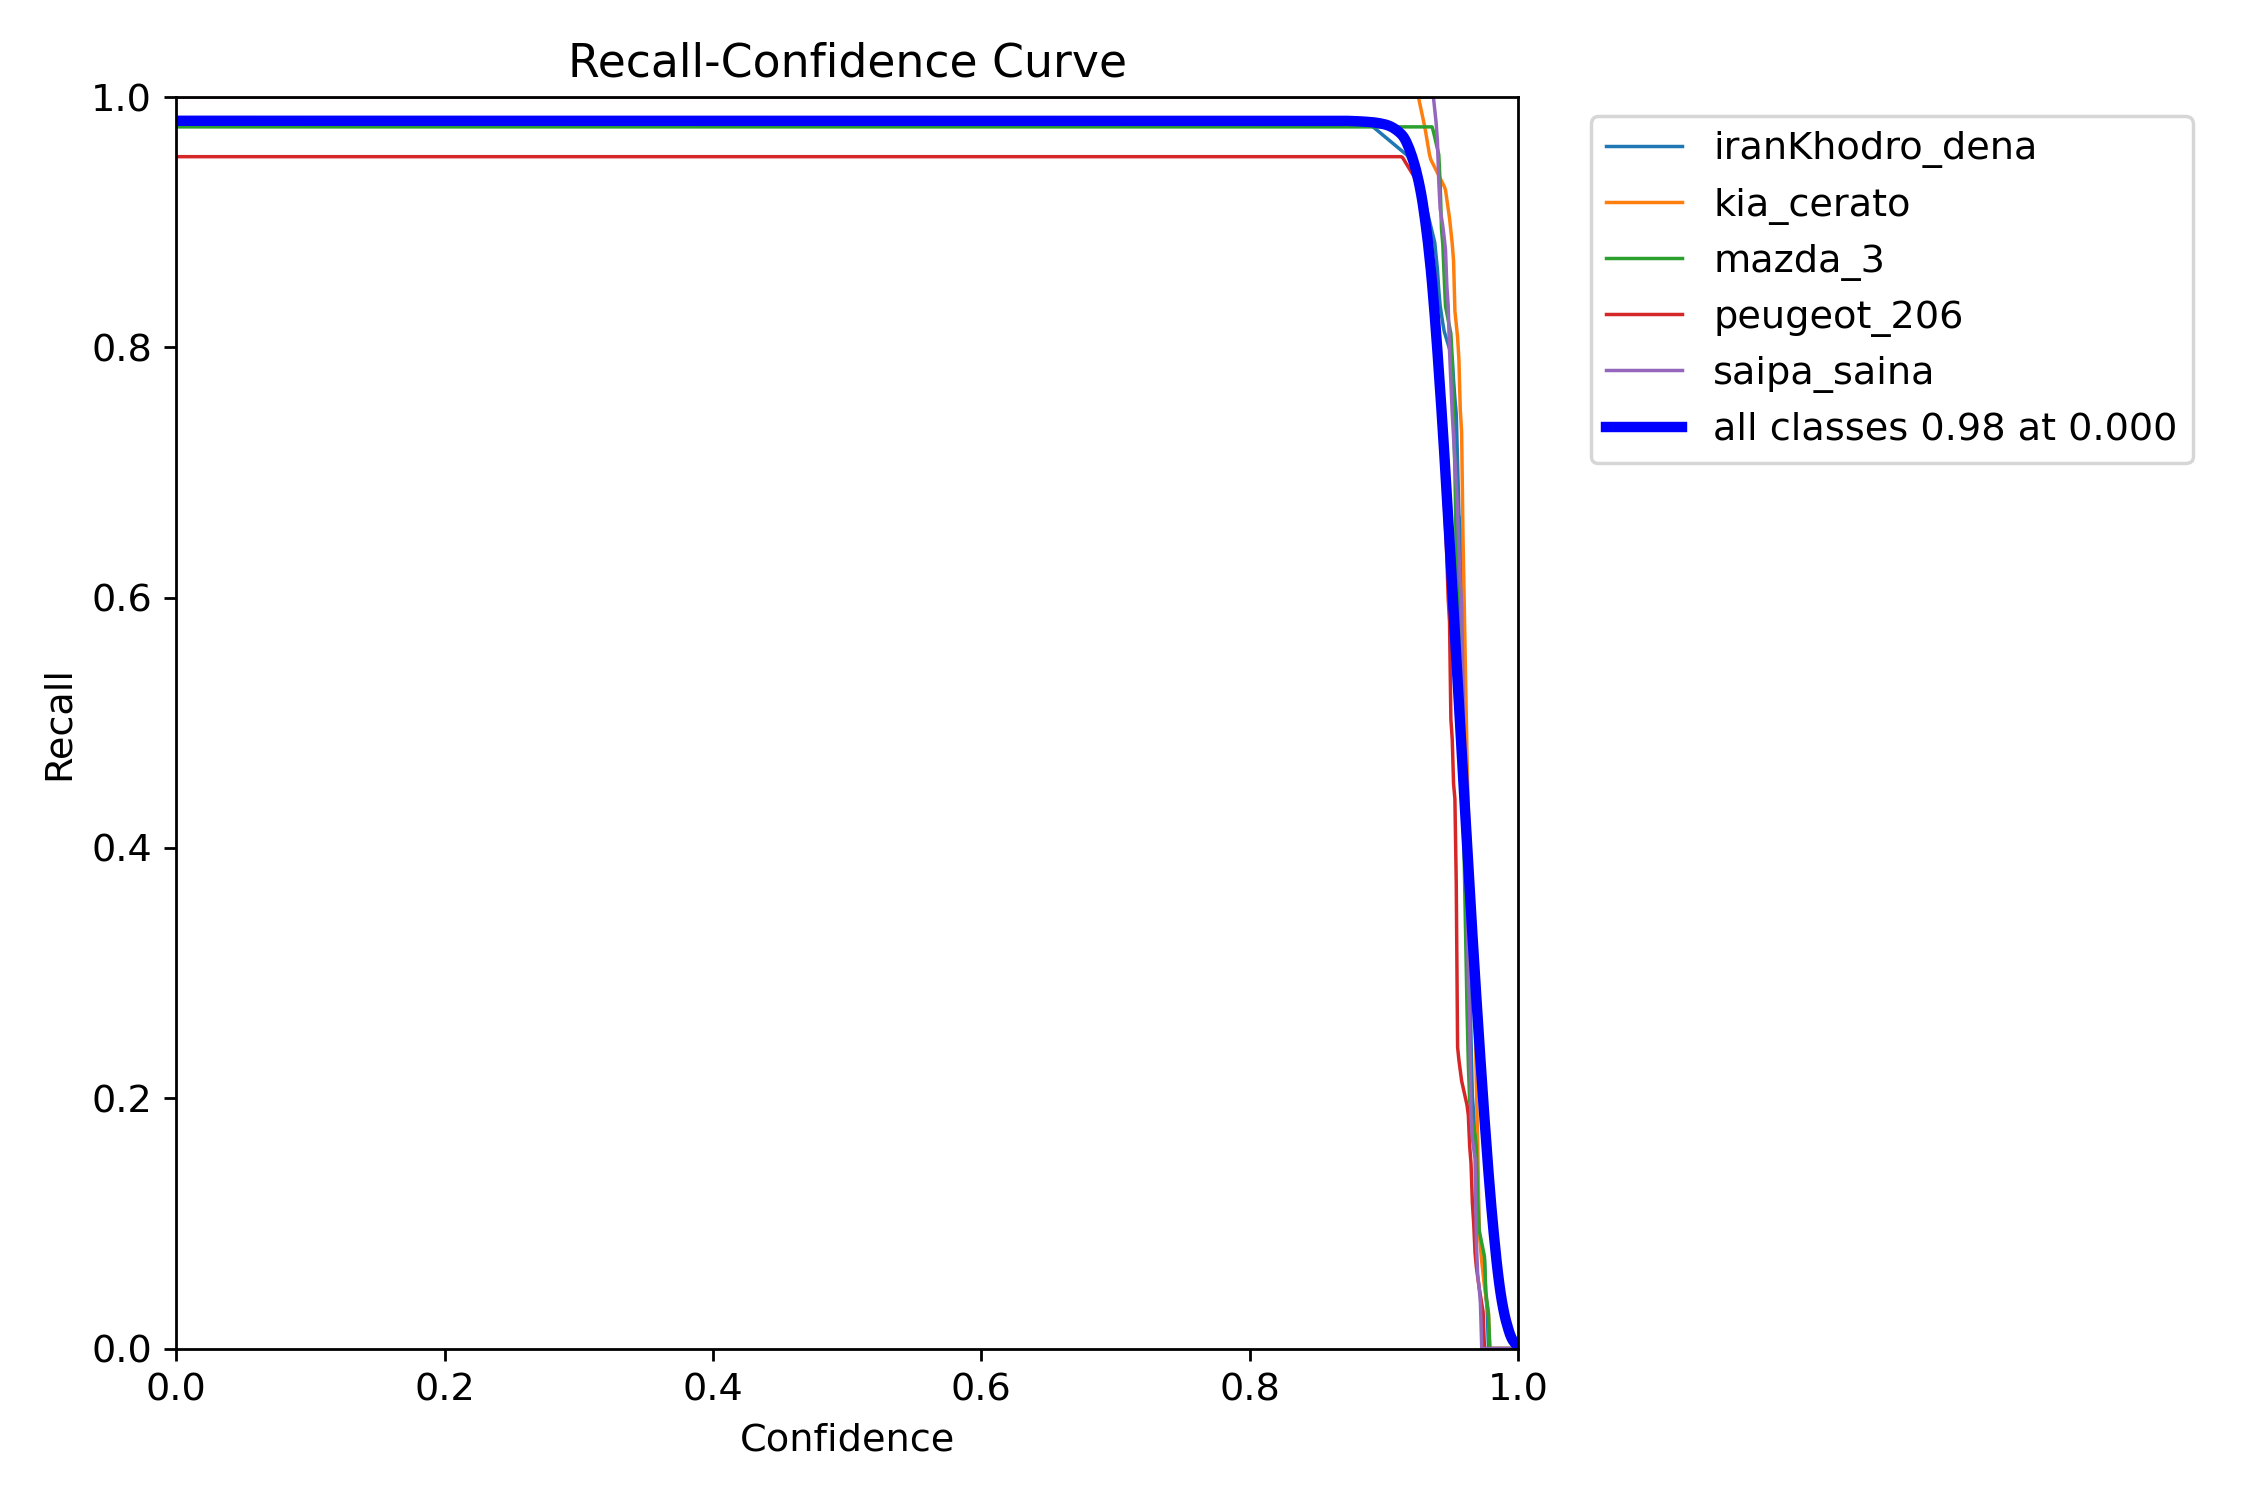 Recall-Confidence Curve
1.0
0.8
0.6
0.4
0.2
0.0
Recall
0.0 0.2 0.4 0.6 0.8 1.0
Confidence
iranKhodro_dena
kia_cerato
mazda_3
peugeot_206
saipa_saina
all classes 0.98 at 0.000